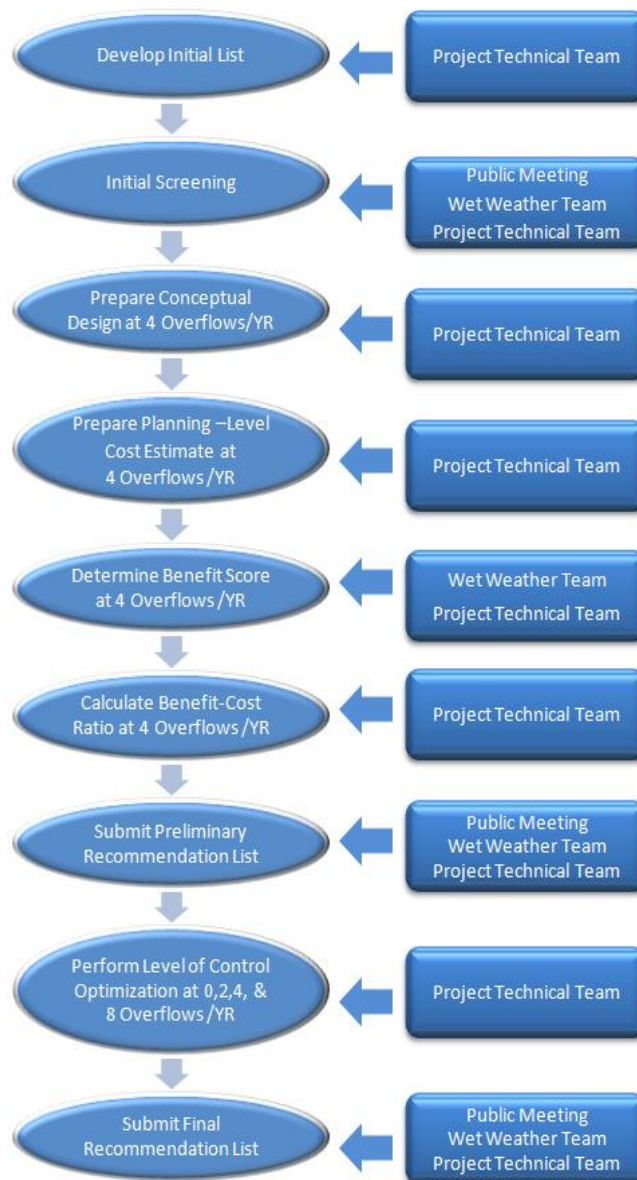 Develop Initial List
Project Technical Team
Initial Screening
Public Meeting
Wet Weather Team
Project Technical Team
Prepare Conceptual
Design at 4 Overflows/YR
Project Technical Team
Prepare Planning –Level
Cost Estimate at
4 Overflows /YR
Project Technical Team
Determine Benefit Score
at 4 Overflows /YR
Wet Weather Team
Project Technical Team
Calculate Benefit-Cost
Ratio at 4 Overflows /YR
Project Technical Team
Submit Preliminary
Recommendation List
Public Meeting
Wet Weather Team
Project Technical Team
Perform Level of Control
Optimization at 0,2,4, &
8 Overflows /YR
Project Technical Team
Submit Final
Recommendation List
Public Meeting
Wet Weather Team
Project Technical Team